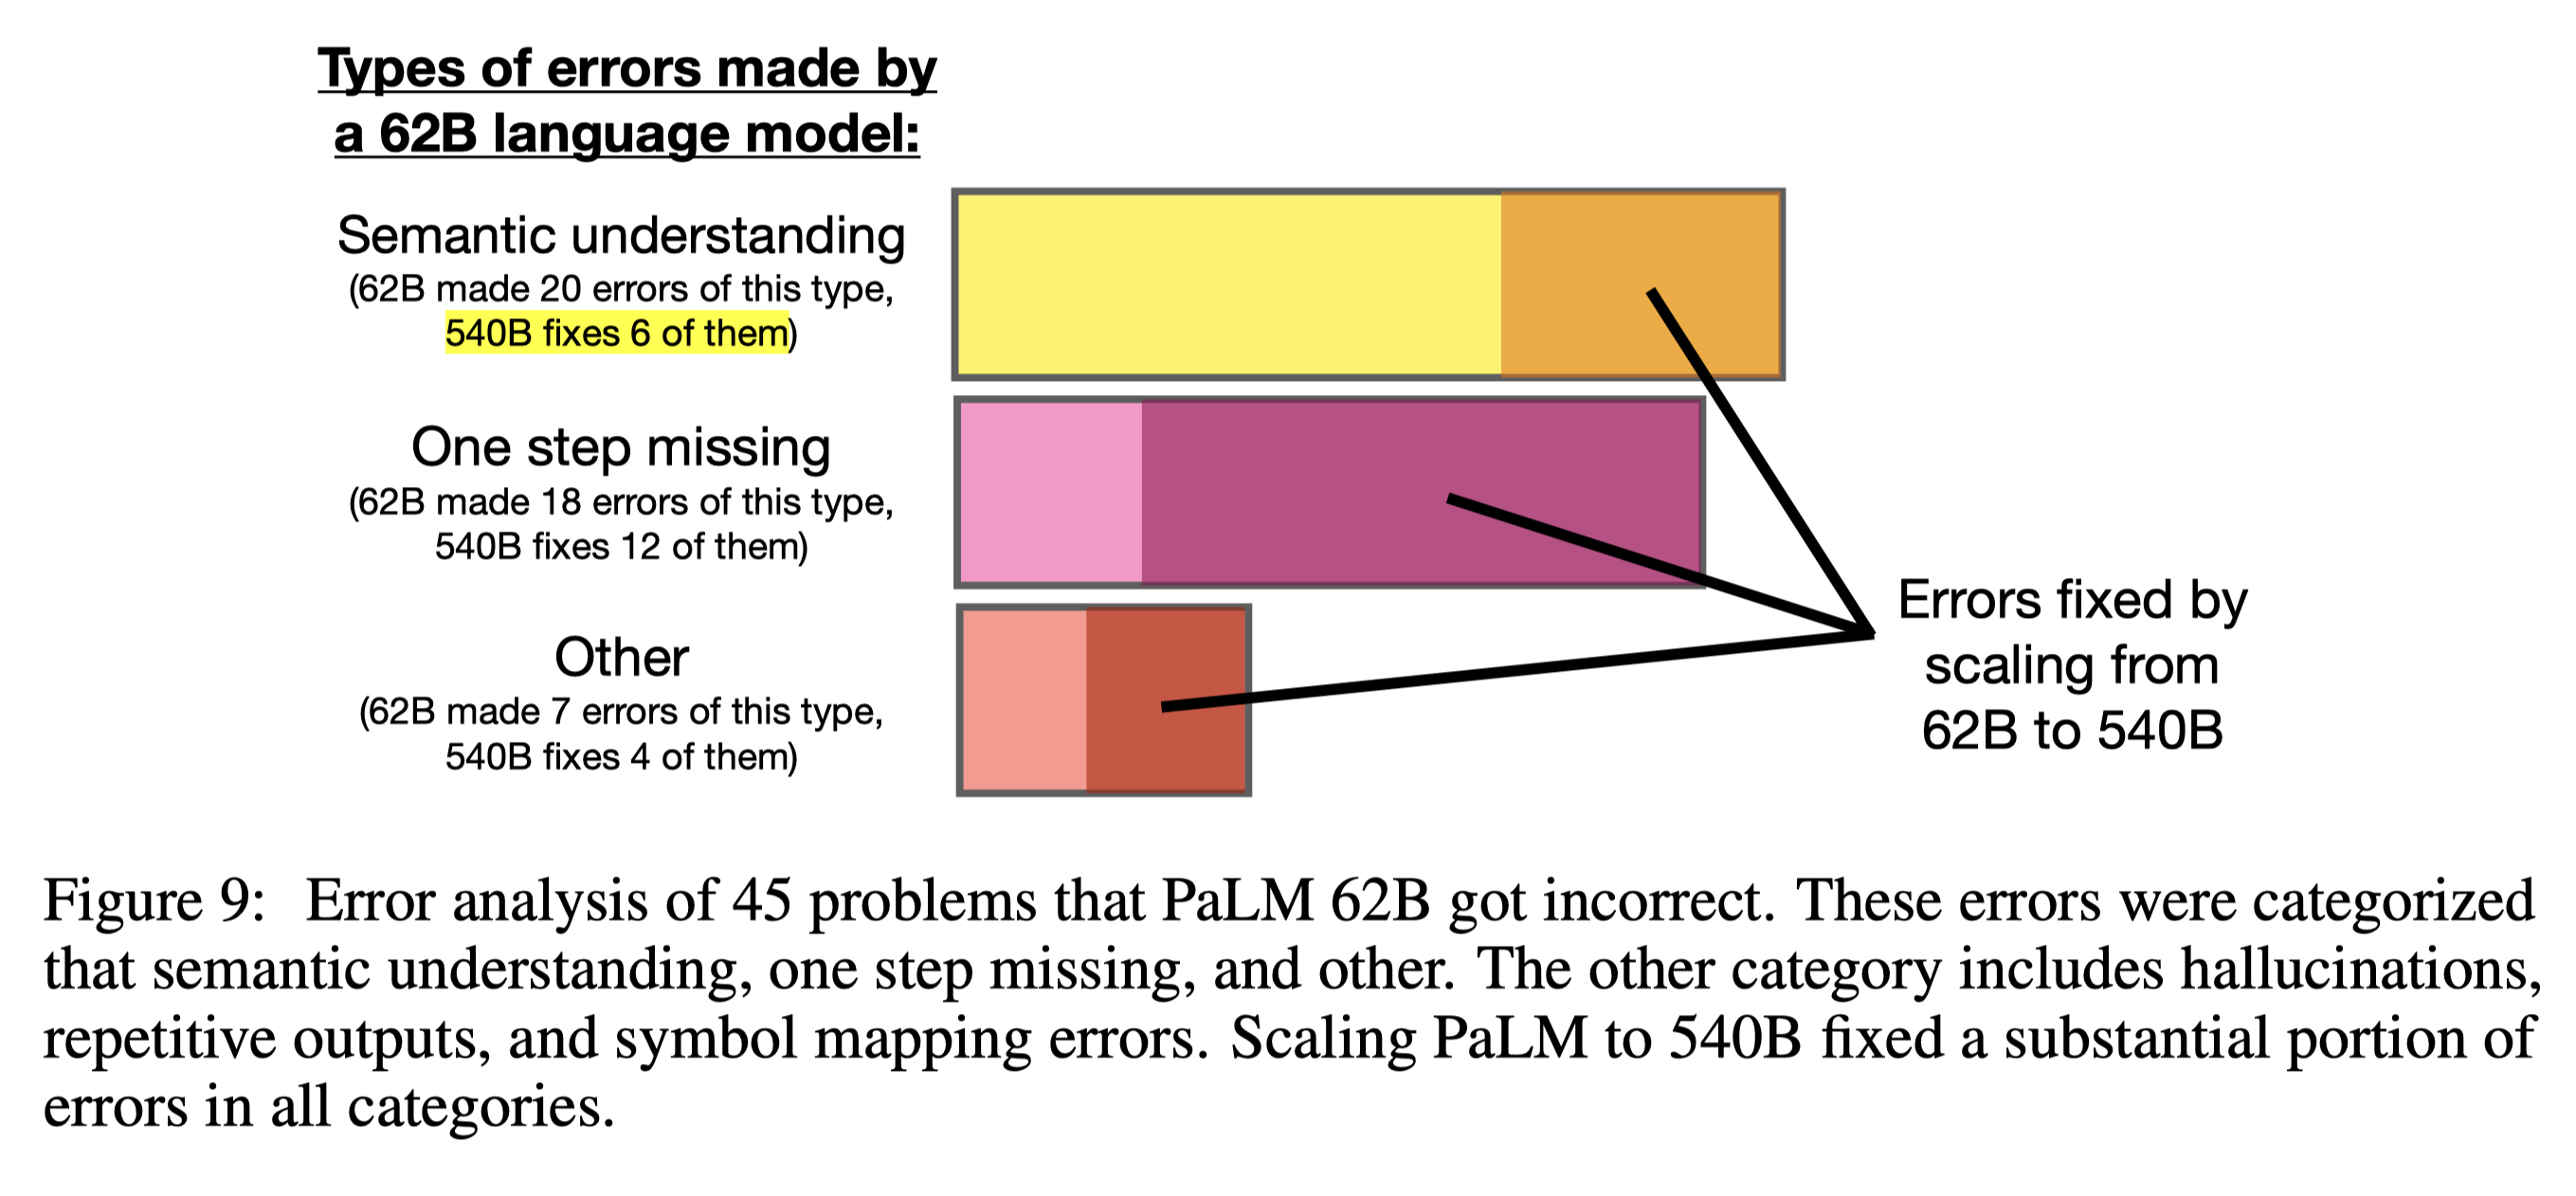 Types of errors made by
a 62B language model:
Semantic understanding
(62B made 20 errors of this type,
540B fixes 6 of them)
One step missing
(62B made 18 errors of this type,
540B fixes 12 of them)
Other
(62B made 7 errors of this type,
540B fixes 4 of them)
Errors fixed by
scaling from
62B to 540B
Figure 9: Error analysis of 45 problems that PaLM 62B got incorrect. These errors were categorized
that semantic understanding, one step missing, and other. The other category includes hallucinations,
repetitive outputs, and symbol mapping errors. Scaling PaLM to 540B fixed a substantial portion of
errors in all categories.